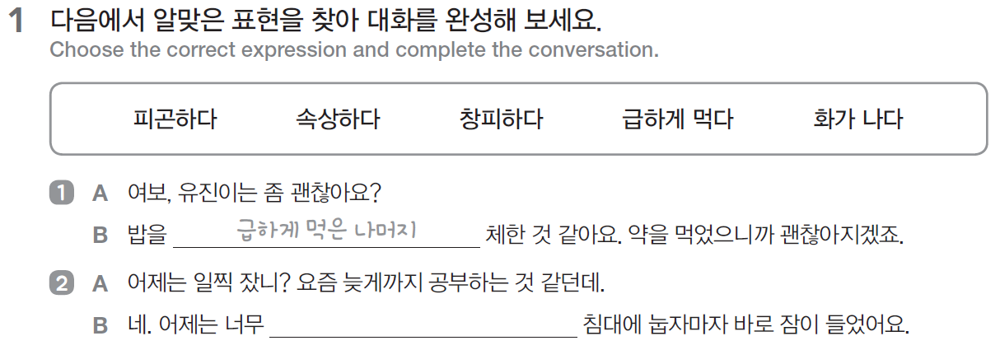 1 다음에서 알맞은 표현을 찾아 대화를 완성해 보세요.
Choose the correct expression and complete the conversation.
피곤하다 속상하다 창피하다 급하게 먹다 화가 나다
1 A 여보, 유진이는 좀 괜찮아요?
B 밥을 급하게 먹은 나머지 체한 것 같아요. 약을 먹었으니까 괜찮아지겠죠.
2 A 어제는 일찍 잤니? 요즘 늦게까지 공부하는 것 같던데.
B 네. 어제는 너무 침대에 눕자마자 바로 잠이 들었어요.